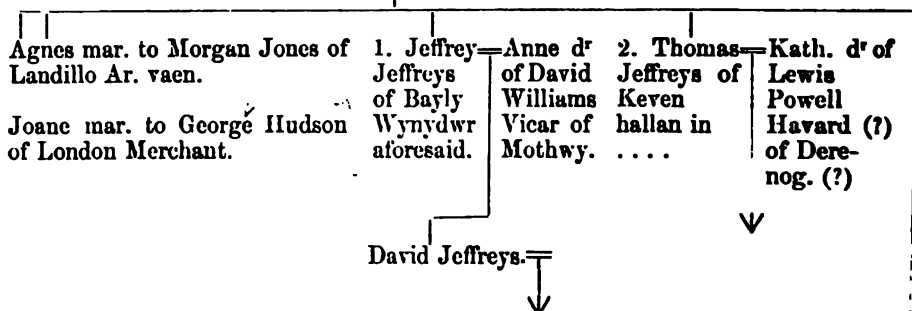 Agnes mar. to Morgan Jones of
Landillo Ar. vaen.
Joane mar. to George Hudson
of London Merchant.
1. Jeffrey
Jeffreys
of Bayly
Wynydwr
aforesaid.
Anne dʳ
of David
Williams
Vicar of
Mothwy.
2. Thomas
Jeffreys of
Keven
hallan in
. . . .
Kath. dʳ of
Lewis
Powell
Havard (?)
of Dere-
nog. (?)
David Jeffreys.